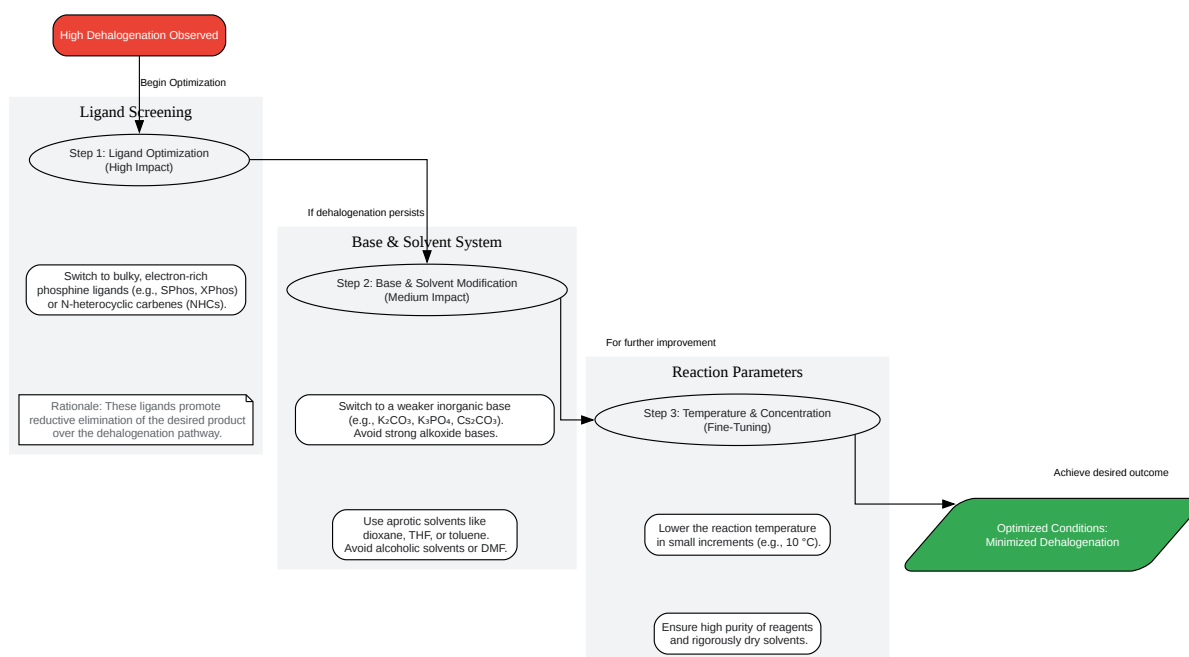 High Dehalogenation Observed
Begin Optimization
Ligand Screening
Step 1: Ligand Optimization
(High Impact)
Switch to bulky, electron-rich
phosphine ligands (e.g., SPhos, XPhos)
or N-heterocyclic carbenes (NHCs).
Rationale: These ligands promote
reductive elimination of the desired product
over the dehalogenation pathway.
If dehalogenation persists
Base & Solvent System
Step 2: Base & Solvent Modification
(Medium Impact)
Switch to a weaker inorganic base
(e.g., K₂CO₃, K₃PO₄, Cs₂CO₃).
Avoid strong alkoxide bases.
Use aprotic solvents like
dioxane, THF, or toluene.
Avoid alcoholic solvents or DMF.
For further improvement
Reaction Parameters
Step 3: Temperature & Concentration
(Fine-Tuning)
Lower the reaction temperature
in small increments (e.g., 10 °C).
Ensure high purity of reagents
and rigorously dry solvents.
Achieve desired outcome
Optimized Conditions:
Minimized Dehalogenation